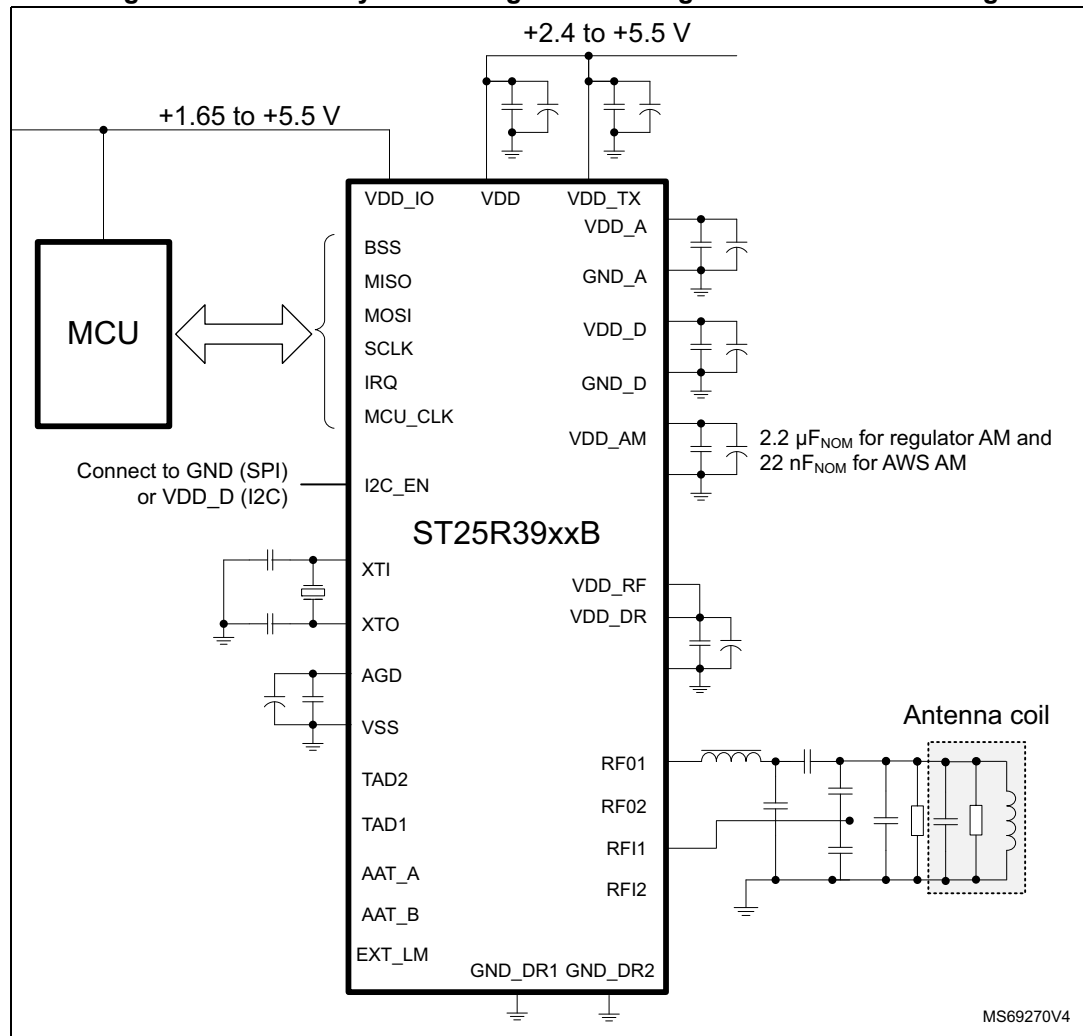 +2.4 to +5.5 V
+1.65 to +5.5 V
VDD_IO VDD VDD_TX
VDD_A
BSS
GND_A
MISO
MCU
MOSI
VDD_D
SCLK
IRQ
GND_D
MCU_CLK
VDD_AM
2.2 µFNOM for regulator AM and
22 nFNOM for AWS AM
Connect to GND (SPI)
or VDD_D (I2C)
I2C_EN
ST25R39xxB
XTI
VDD_RF
VDD_DR
XTO
AGD
VSS
Antenna coil
RF01
TAD2
RF02
TAD1
RFI1
AAT_A
RFI2
AAT_B
EXT_LM
GND_DR1 GND_DR2
MS69270V4